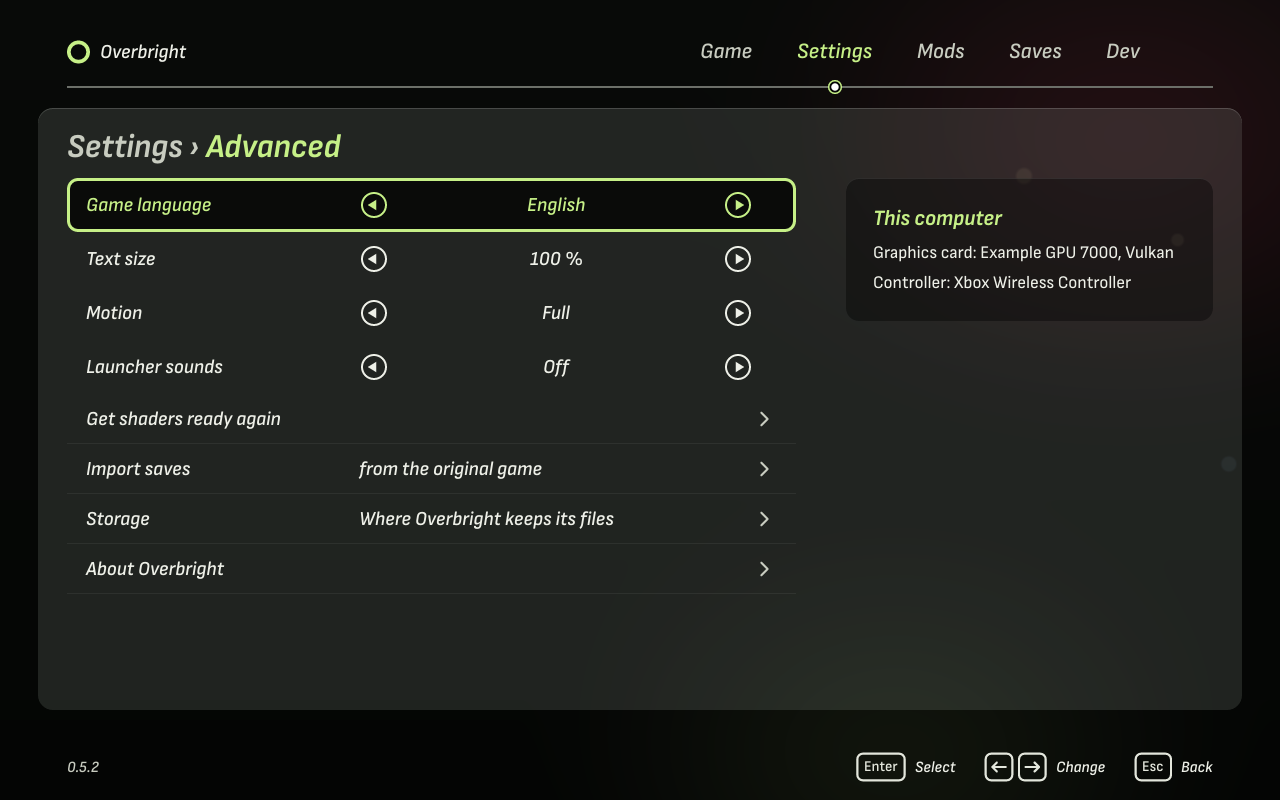 Overbright
Game Settings Mods Saves Dev
Settings › Advanced
Game language English
Text size 100 %
Motion Full
Launcher sounds Off
Get shaders ready again
Import saves from the original game
Storage Where Overbright keeps its files
About Overbright
This computer
Graphics card: Example GPU 7000, Vulkan
Controller: Xbox Wireless Controller
0.5.2
Enter Select ← → Change Esc Back